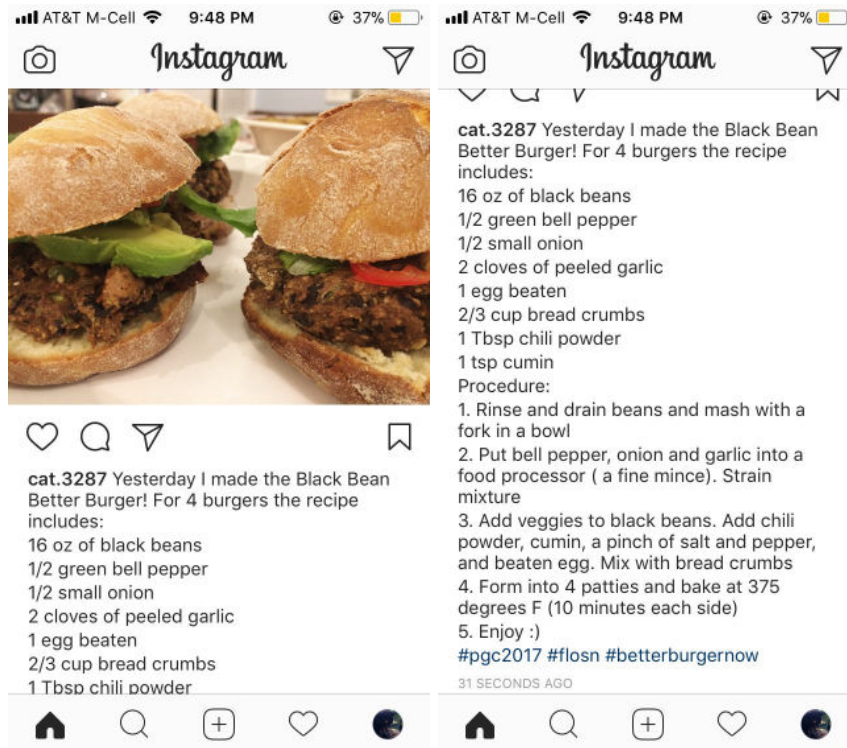 AT&T M-Cell 9:48 PM 37%
Instagram
cat.3287 Yesterday I made the Black Bean
Better Burger! For 4 burgers the recipe
includes:
16 oz of black beans
1/2 green bell pepper
1/2 small onion
2 cloves of peeled garlic
1 egg beaten
2/3 cup bread crumbs
1 Tbsp chili powder
AT&T M-Cell 9:48 PM 37%
Instagram
cat.3287 Yesterday I made the Black Bean
Better Burger! For 4 burgers the recipe
includes:
16 oz of black beans
1/2 green bell pepper
1/2 small onion
2 cloves of peeled garlic
1 egg beaten
2/3 cup bread crumbs
1 Tbsp chili powder
1 tsp cumin
Procedure:
1. Rinse and drain beans and mash with a
fork in a bowl
2. Put bell pepper, onion and garlic into a
food processor ( a fine mince). Strain
mixture
3. Add veggies to black beans. Add chili
powder, cumin, a pinch of salt and pepper,
and beaten egg. Mix with bread crumbs
4. Form into 4 patties and bake at 375
degrees F (10 minutes each side)
5. Enjoy :)
#pgc2017 #flosn #betterburgernow
31 SECONDS AGO